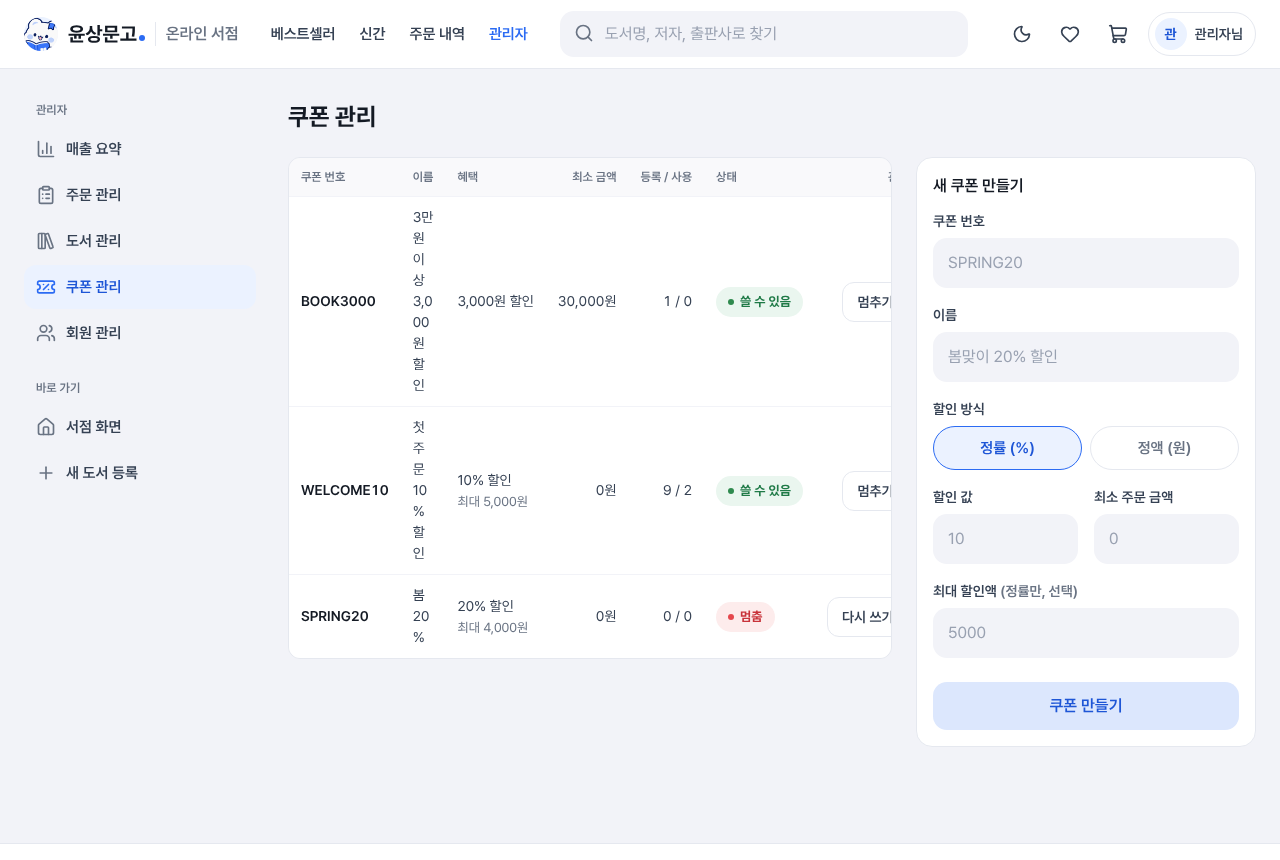 윤상문고
온라인 서점
베스트셀러
신간
주문 내역
관리자
도서명, 저자, 출판사로 찾기
관
관리자님
관리자
매출 요약
주문 관리
도서 관리
쿠폰 관리
회원 관리
바로 가기
서점 화면
새 도서 등록
쿠폰 관리
쿠폰 번호 이름 혜택 최소 금액 등록 / 사용 상태
BOOK3000
3만
원
이
상
3,0
00
원
할
인
3,000원 할인
30,000원
1 / 0
쓸 수 있음
멈추기
WELCOME10
첫
주
문
10
%
할
인
10% 할인
최대 5,000원
0원
9 / 2
쓸 수 있음
멈추기
SPRING20
봄
20
%
20% 할인
최대 4,000원
0원
0 / 0
멈춤
다시 쓰기
새 쿠폰 만들기
쿠폰 번호
SPRING20
이름
봄맞이 20% 할인
할인 방식
정률 (%)
정액 (원)
할인 값
최소 주문 금액
10
0
최대 할인액 (정률만, 선택)
5000
쿠폰 만들기